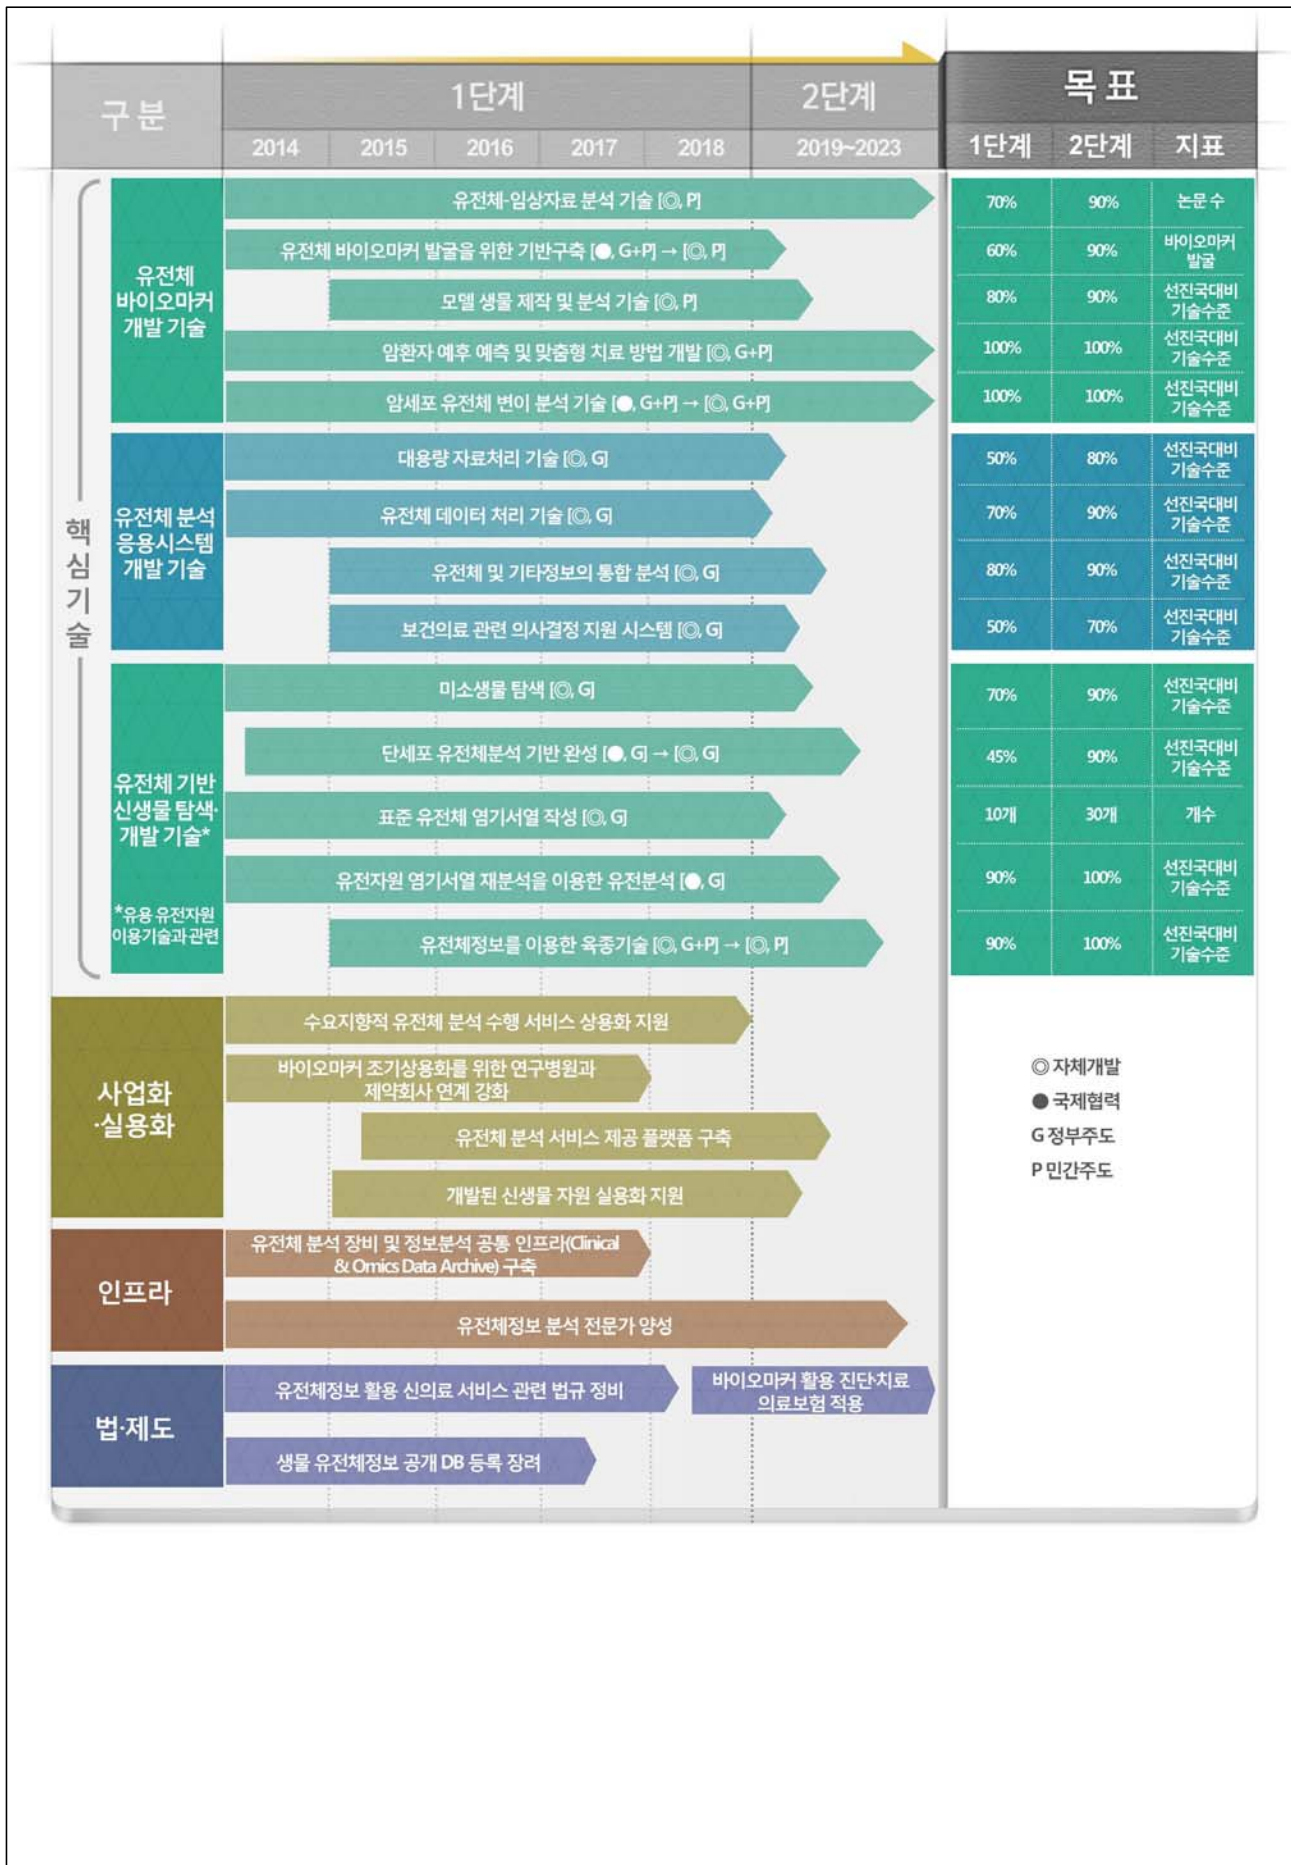 구분
1단계
2단계
목표
2014
2015
2016
2017
2018
2019~2023
1단계
2단계
지표
핵심기술
유전체
바이오마커
개발 기술
유전체-임상자료 분석 기술 [◎, P]
70%
90%
논문 수
유전체 바이오마커 발굴을 위한 기반구축 [●, G+P] → [◎, P]
60%
90%
바이오마커
발굴
모델 생물 제작 및 분석 기술 [◎, P]
80%
90%
선진국대비
기술수준
암환자 예후 예측 및 맞춤형 치료 방법 개발 [◎, G+P]
100%
100%
선진국대비
기술수준
암세포 유전체 변이 분석 기술 [●, G+P] → [◎, G+P]
100%
100%
선진국대비
기술수준
유전체 분석
응용시스템
개발 기술
대용량 자료처리 기술 [◎, G]
50%
80%
선진국대비
기술수준
유전체 데이터 처리 기술 [◎, G]
70%
90%
선진국대비
기술수준
유전체 및 기타정보의 통합 분석 [◎, G]
80%
90%
선진국대비
기술수준
보건의료 관련 의사결정 지원 시스템 [◎, G]
50%
70%
선진국대비
기술수준
유전체 기반
신생물 탐색·
개발 기술*
*유용 유전자원
이용기술과 관련
미소생물 탐색 [◎, G]
70%
90%
선진국대비
기술수준
단세포 유전체분석 기반 완성 [●, G] → [◎, G]
45%
90%
선진국대비
기술수준
표준 유전체 염기서열 작성 [◎, G]
10개
30개
개수
유전자원 염기서열 재분석을 이용한 유전분석 [●, G]
90%
100%
선진국대비
기술수준
유전체정보를 이용한 육종기술 [◎, G+P] → [◎, P]
90%
100%
선진국대비
기술수준
사업화
·실용화
수요지향적 유전체 분석 수행 서비스 상용화 지원
바이오마커 조기상용화를 위한 연구병원과
제약회사 연계 강화
유전체 분석 서비스 제공 플랫폼 구축
개발된 신생물 자원 실용화 지원
◎ 자체개발
● 국제협력
G 정부주도
P 민간주도
인프라
유전체 분석 장비 및 정보분석 공통 인프라(Clinical
& Omics Data Archive) 구축
유전체정보 분석 전문가 양성
법·제도
유전체정보 활용 신의료 서비스 관련 법규 정비
바이오마커 활용 진단·치료
의료보험 적용
생물 유전체정보 공개 DB 등록 장려